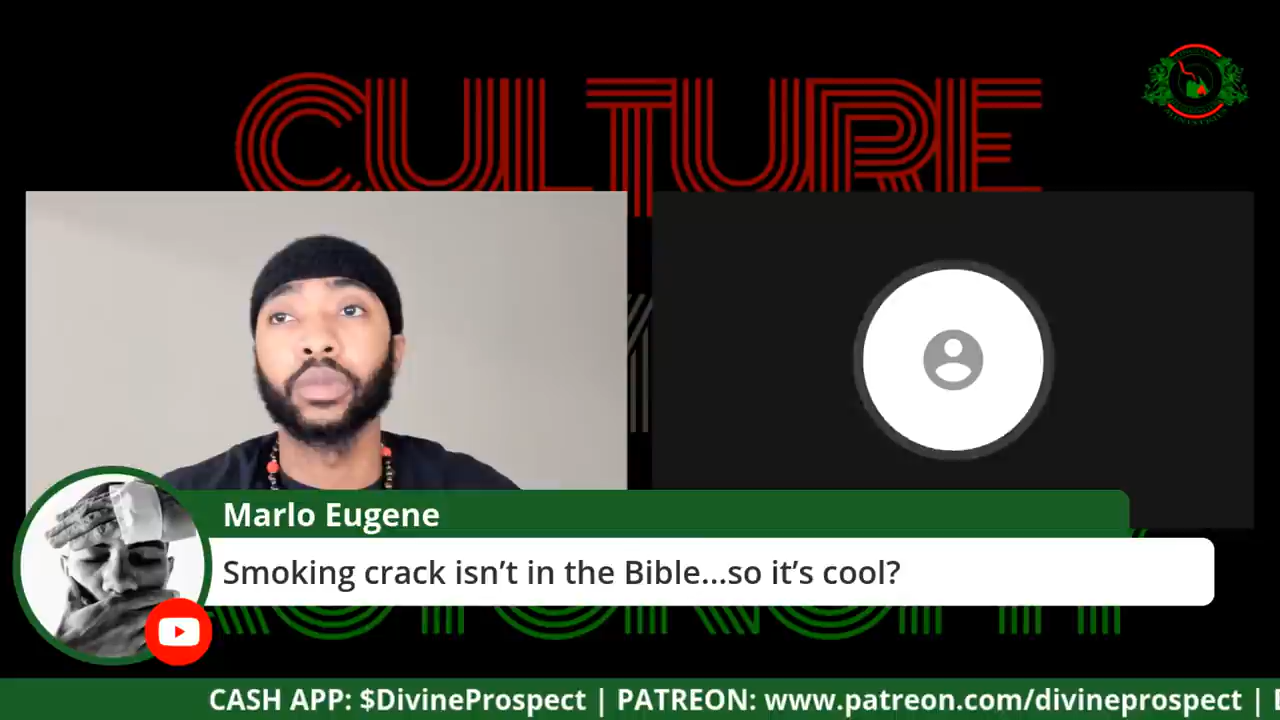 CULTURE
Marlo Eugene
Smoking crack isn't in the Bible...so it's cool?
CASH APP: $DivineProspect | PATREON: www.patreon.com/divineprospect |